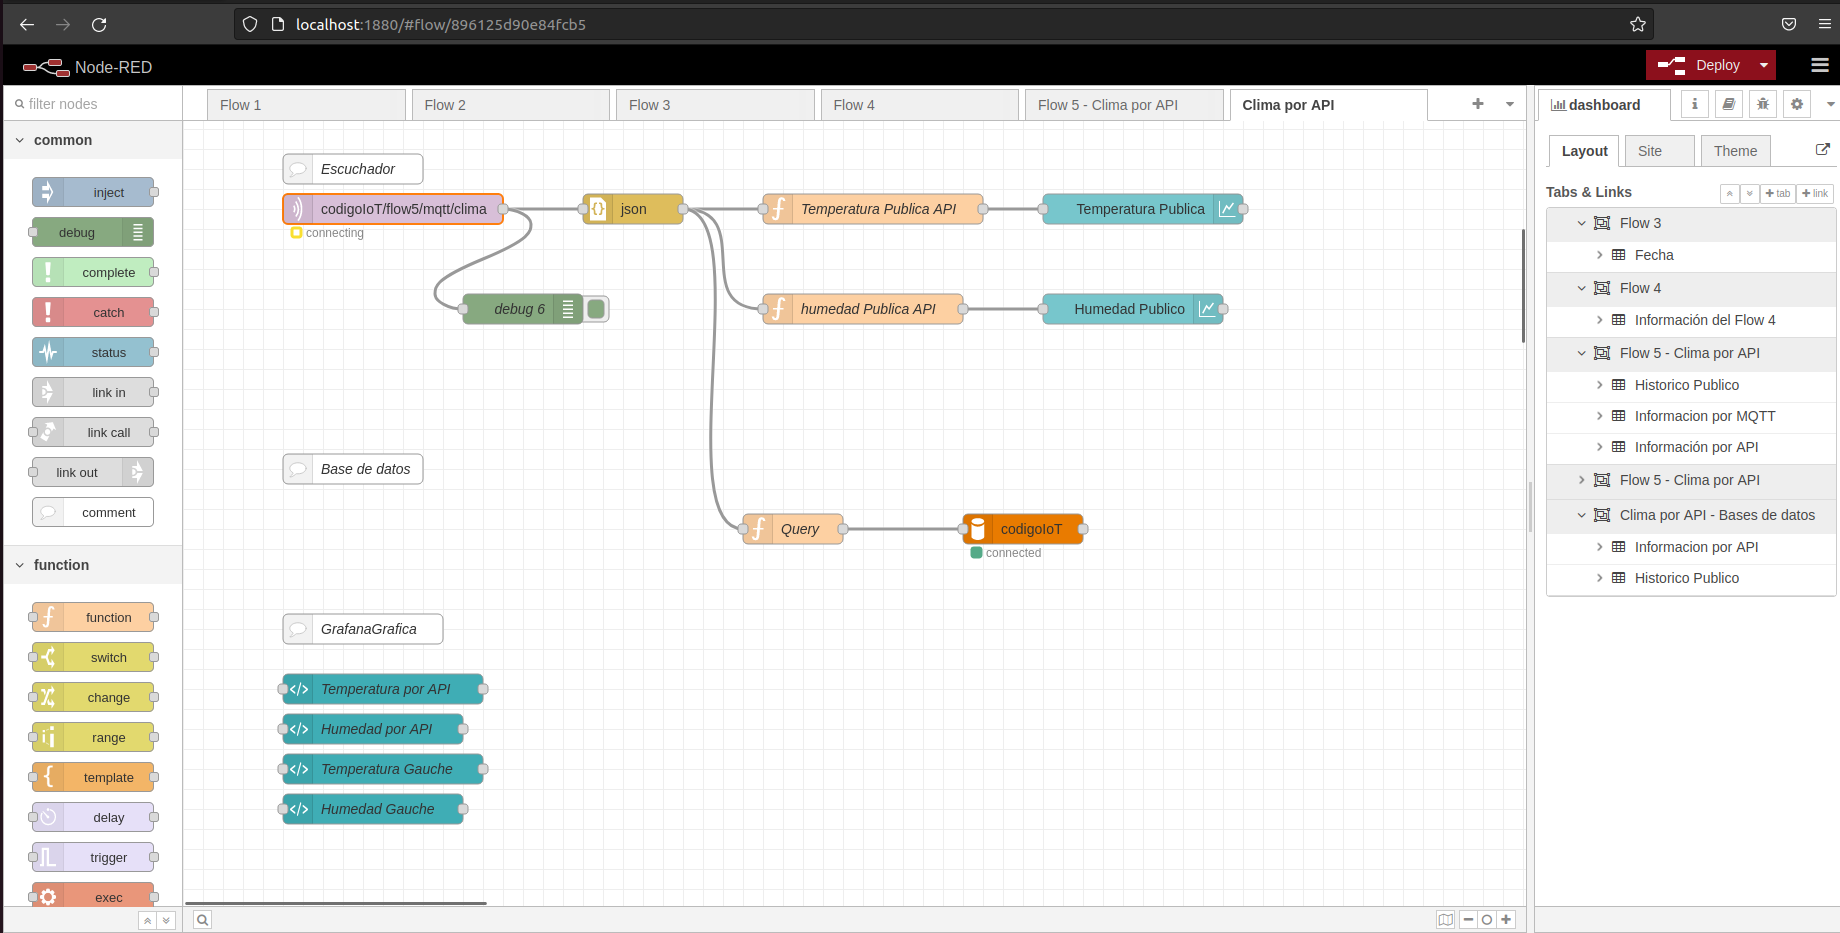 localhost:1880/#flow/896125d90e84fcb5
Node-RED
Deploy
filter nodes
Flow 1
Flow 2
Flow 3
Flow 4
Flow 5 - Clima por API
Clima por API
dashboard
common
inject
debug
complete
catch
status
link in
link call
link out
comment
function
function
switch
change
range
template
delay
trigger
exec
Escuchador
codigoIoT/flow5/mqtt/clima
connecting
json
Temperatura Publica API
Temperatura Publica
debug 6
humedad Publica API
Humedad Publico
Base de datos
Query
codigoIoT
connected
GrafanaGrafica
Temperatura por API
Humedad por API
Temperatura Gauche
Humedad Gauche
Layout
Site
Theme
Tabs & Links
tab
link
Flow 3
Fecha
Flow 4
Información del Flow 4
Flow 5 - Clima por API
Historico Publico
Informacion por MQTT
Información por API
Flow 5 - Clima por API
Clima por API - Bases de datos
Informacion por API
Historico Publico